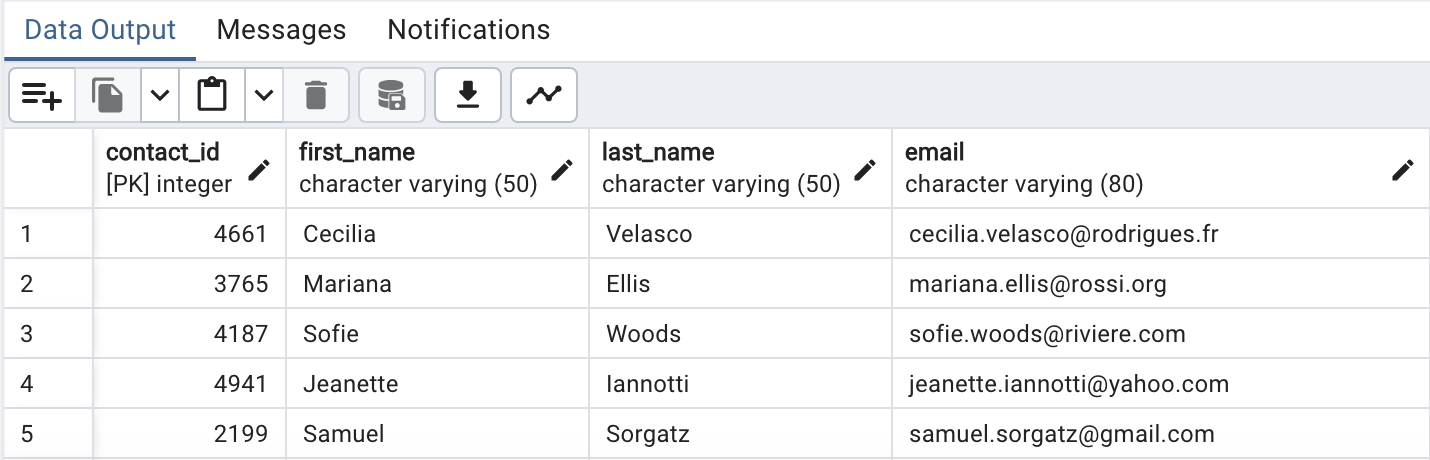 Data Output Messages Notifications
contact_id first_name last_name email
[PK] integer character varying (50) character varying (50) character varying (80)
1 4661 Cecilia Velasco cecilia.velasco@rodrigues.fr
2 3765 Mariana Ellis mariana.ellis@rossi.org
3 4187 Sofie Woods sofie.woods@riviere.com
4 4941 Jeanette Iannotti jeanette.iannotti@yahoo.com
5 2199 Samuel Sorgatz samuel.sorgatz@gmail.com